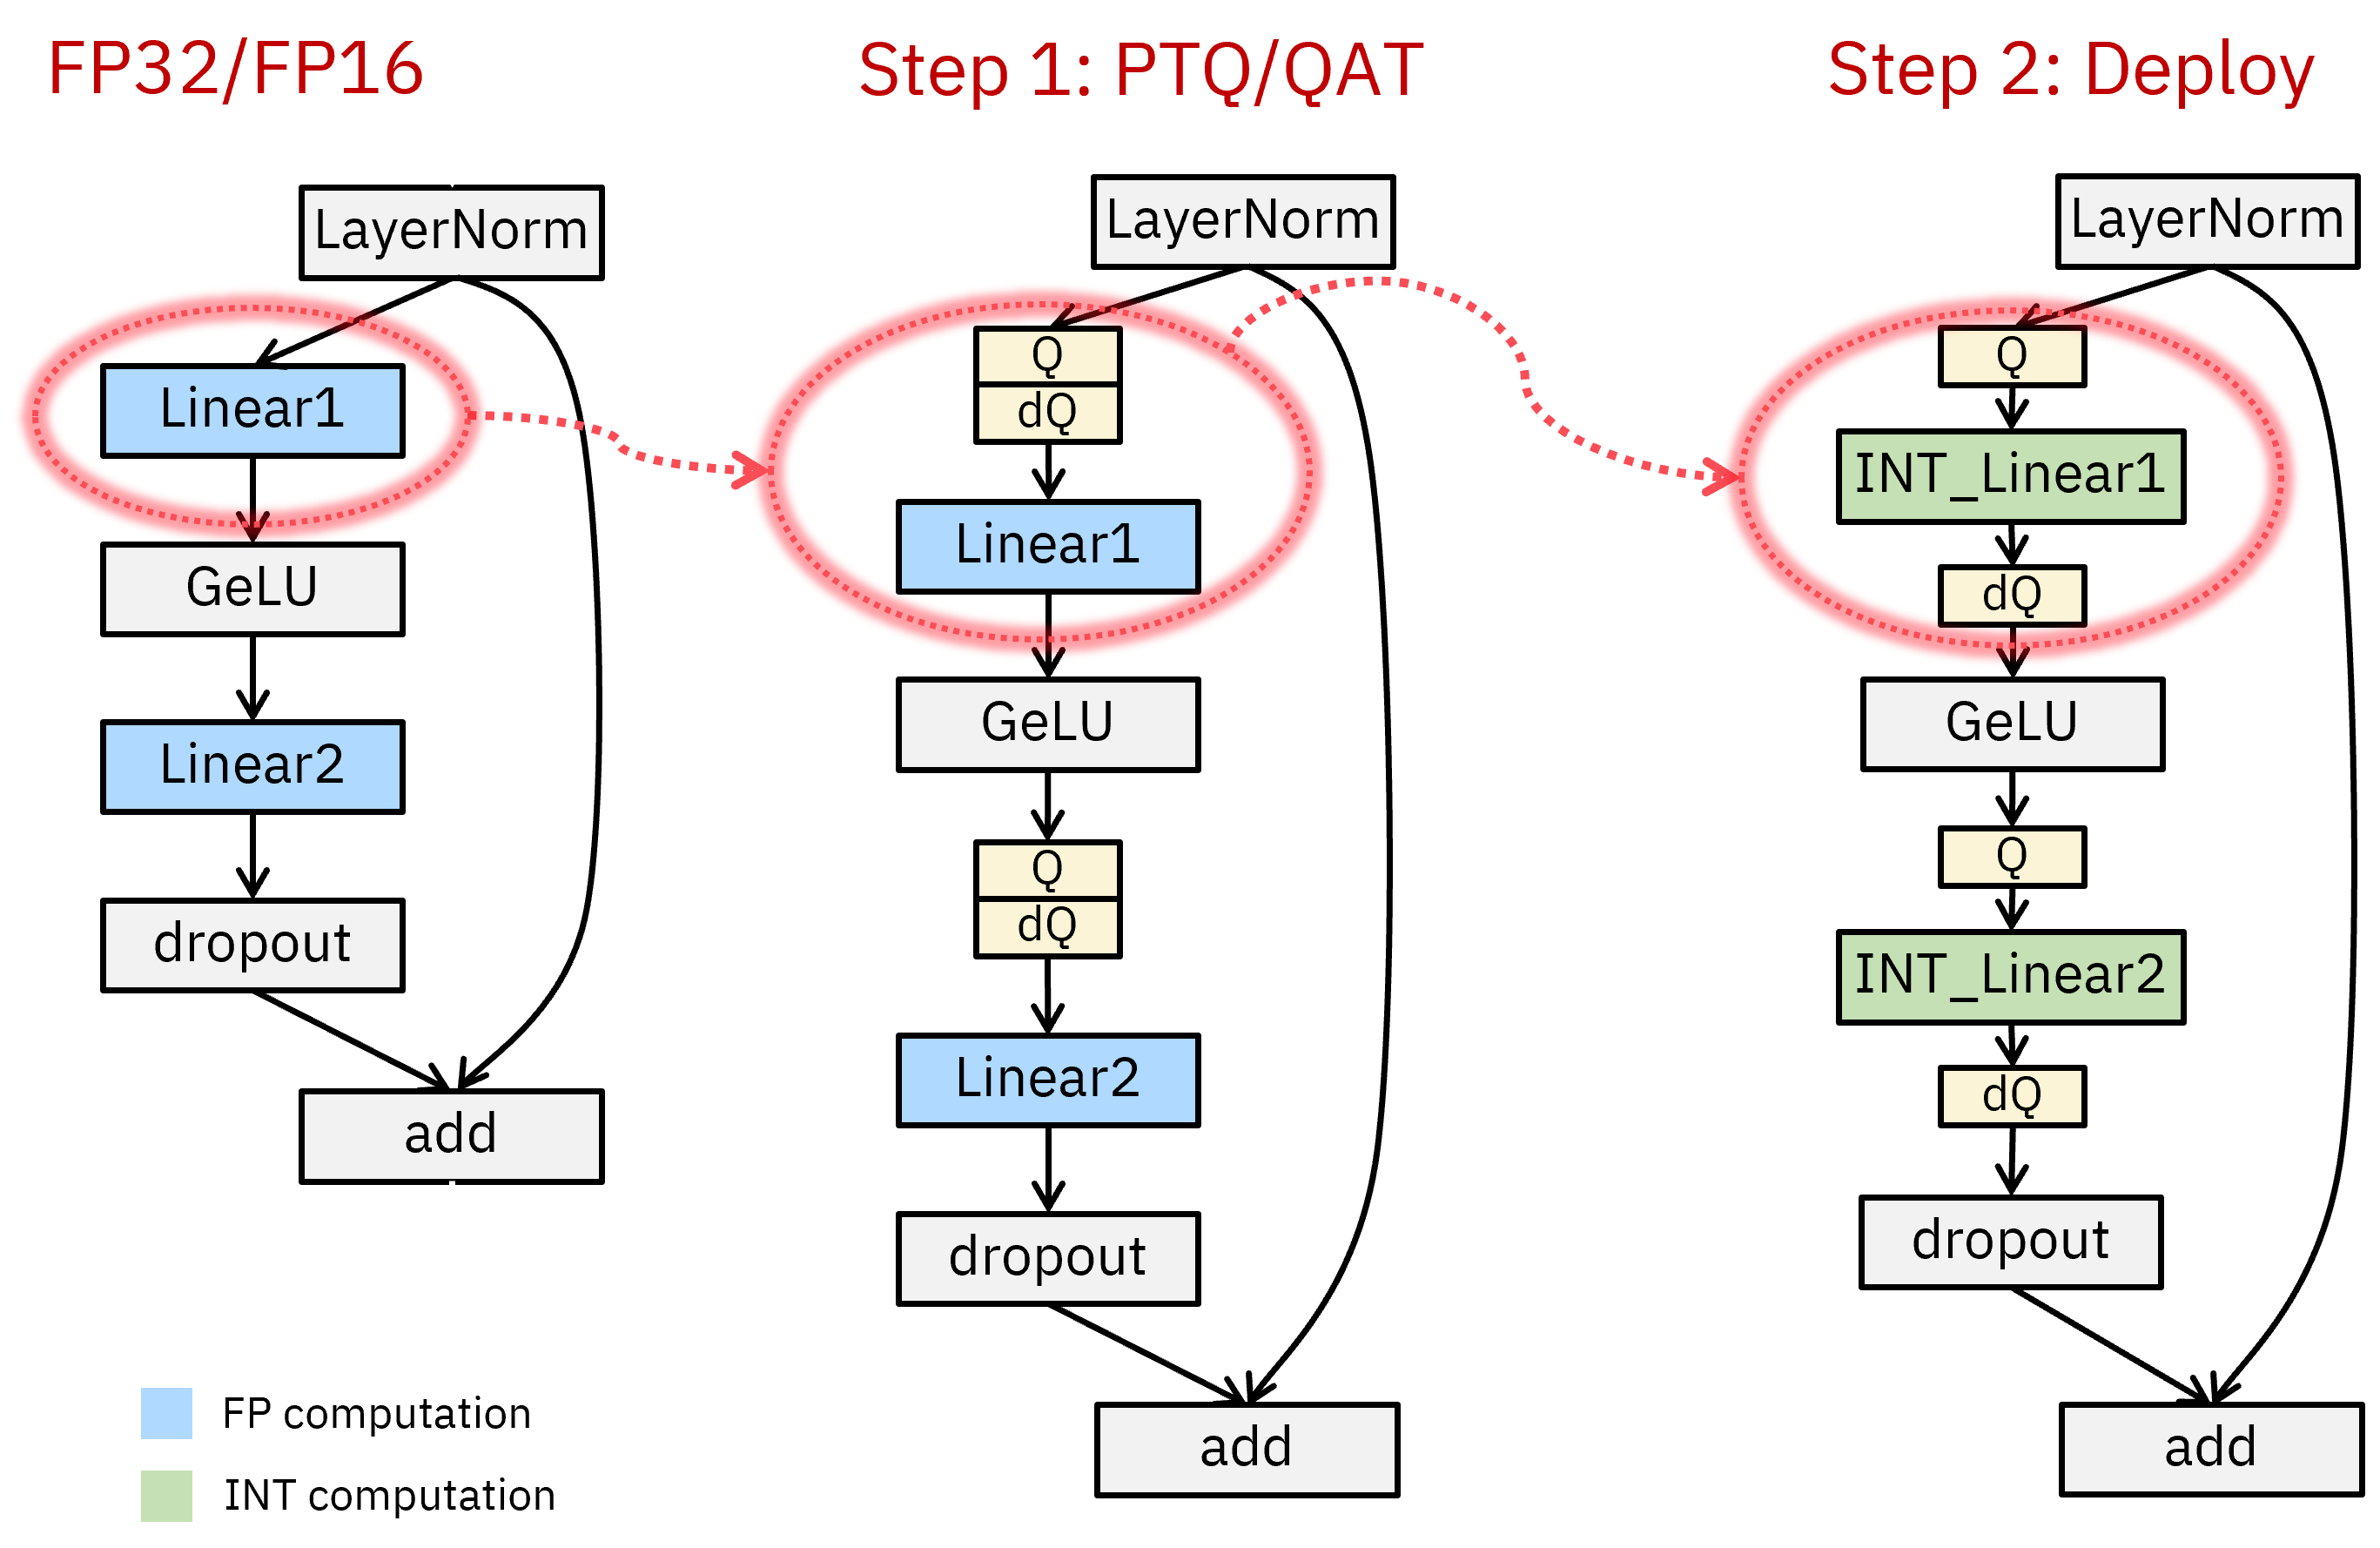 FP32/FP16
LayerNorm
Linear1
GeLU
Linear2
dropout
add
FP computation
INT computation
Step 1: PTQ/QAT
LayerNorm
Q
dQ
Linear1
GeLU
Q
dQ
Linear2
dropout
add
Step 2: Deploy
LayerNorm
Q
INT_Linear1
dQ
GeLU
Q
INT_Linear2
dQ
dropout
add